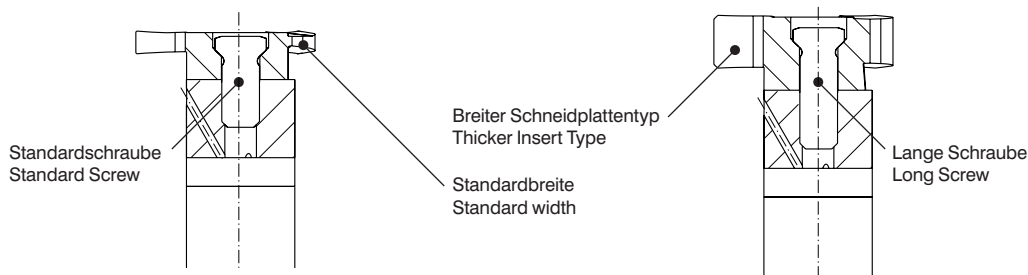 Standardschraube
Standard Screw
Standardbreite
Standard width
Breiter Schneidplattentyp
Thicker Insert Type
Lange Schraube
Long Screw